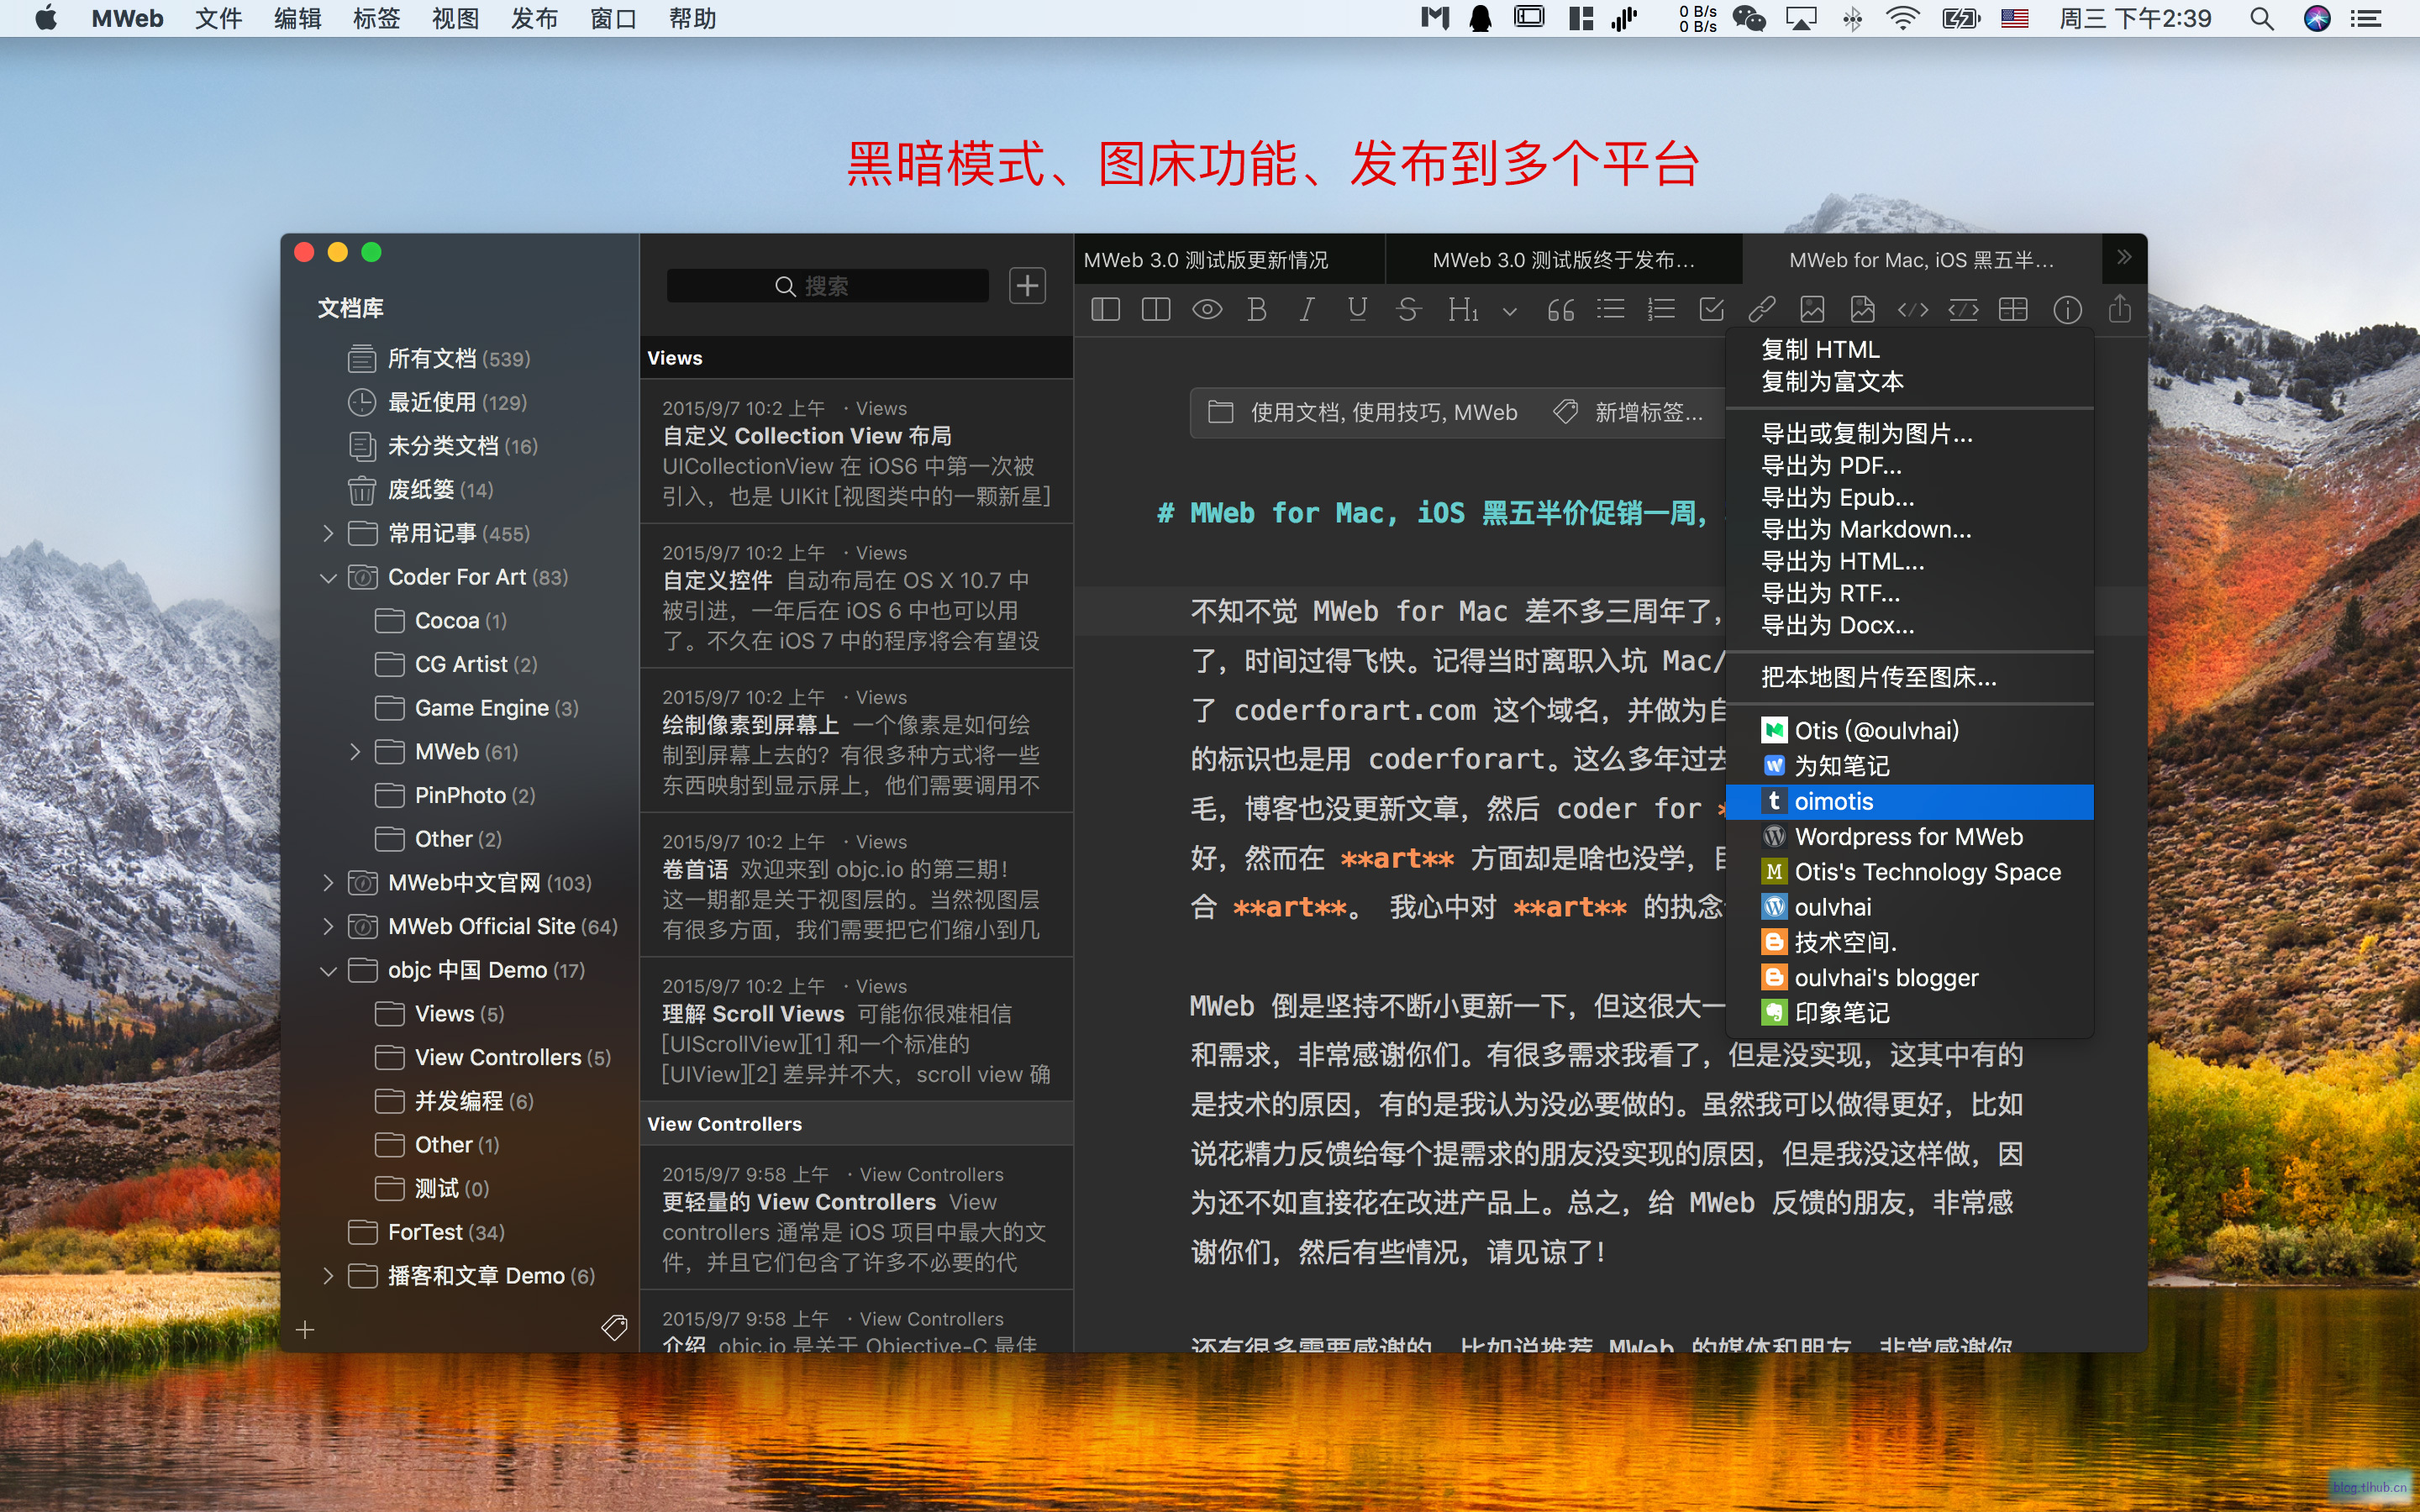 MWeb 文件 编辑 标签 视图 发布 窗口 帮助
0 B/s
0 B/s
周三 下午2:39
黑暗模式、图床功能、发布到多个平台
文档库
所有文档 (539)
最近使用 (129)
未分类文档 (16)
废纸篓 (14)
常用记事 (455)
Coder For Art (83)
Cocoa (1)
CG Artist (2)
Game Engine (3)
MWeb (61)
PinPhoto (2)
Other (2)
MWeb中文官网 (103)
MWeb Official Site (64)
objc 中国 Demo (17)
Views (5)
View Controllers (5)
并发编程 (6)
Other (1)
测试 (0)
ForTest (34)
播客和文章 Demo (6)
搜索
Views
2015/9/7 10:2 上午 · Views
自定义 Collection View 布局
UICollectionView 在 iOS6 中第一次被
引入，也是 UIKit [视图类中的一颗新星]
2015/9/7 10:2 上午 · Views
自定义控件 自动布局在 OS X 10.7 中
被引进，一年后在 iOS 6 中也可以用
了。不久在 iOS 7 中的程序将会有望设
2015/9/7 10:2 上午 · Views
绘制像素到屏幕上 一个像素是如何绘
制到屏幕上去的？有很多种方式将一些
东西映射到显示屏上，他们需要调用不
2015/9/7 10:2 上午 · Views
卷首语 欢迎来到 objc.io 的第三期！
这一期都是关于视图层的。当然视图层
有很多方面，我们需要把它们缩小到几
2015/9/7 10:2 上午 · Views
理解 Scroll Views 可能你很难相信
[UIScrollView][1] 和一个标准的
[UIView][2] 差异并不大，scroll view 确
View Controllers
2015/9/7 9:58 上午 · View Controllers
更轻量的 View Controllers View
controllers 通常是 iOS 项目中最大的文
件，并且它们包含了许多不必要的代
2015/9/7 9:58 上午 · View Controllers
介绍 objc.io 是关于 Objective-C 最佳
MWeb 3.0 测试版更新情况
MWeb 3.0 测试版终于发布...
MWeb for Mac, iOS 黑五半...
使用文档, 使用技巧, MWeb
新增标签...
# MWeb for Mac, iOS 黑五半价促销一周，
不知不觉 MWeb for Mac 差不多三周年了，
了，时间过得飞快。记得当时离职入坑 Mac/
了 coderforart.com 这个域名，并做为自
的标识也是用 coderforart。这么多年过去
毛，博客也没更新文章，然后 coder for *
好，然而在 **art** 方面却是啥也没学，目
合 **art**。 我心中对 **art** 的执念
MWeb 倒是坚持不断小更新一下，但这很大一
和需求，非常感谢你们。有很多需求我看了，但是没实现，这其中有的
是技术的原因，有的是我认为没必要做的。虽然我可以做得更好，比如
说花精力反馈给每个提需求的朋友没实现的原因，但是我没这样做，因
为还不如直接花在改进产品上。总之，给 MWeb 反馈的朋友，非常感
谢你们，然后有些情况，请见谅了！
还有很多需要感谢的，比如说推荐 MWeb 的媒体和朋友，非常感谢你
复制 HTML
复制为富文本
导出或复制为图片...
导出为 PDF...
导出为 Epub...
导出为 Markdown...
导出为 HTML...
导出为 RTF...
导出为 Docx...
把本地图片传至图床...
Otis (@oulvhai)
为知笔记
oimotis
Wordpress for MWeb
Otis's Technology Space
oulvhai
技术空间.
oulvhai's blogger
印象笔记
blog.tlhub.cn